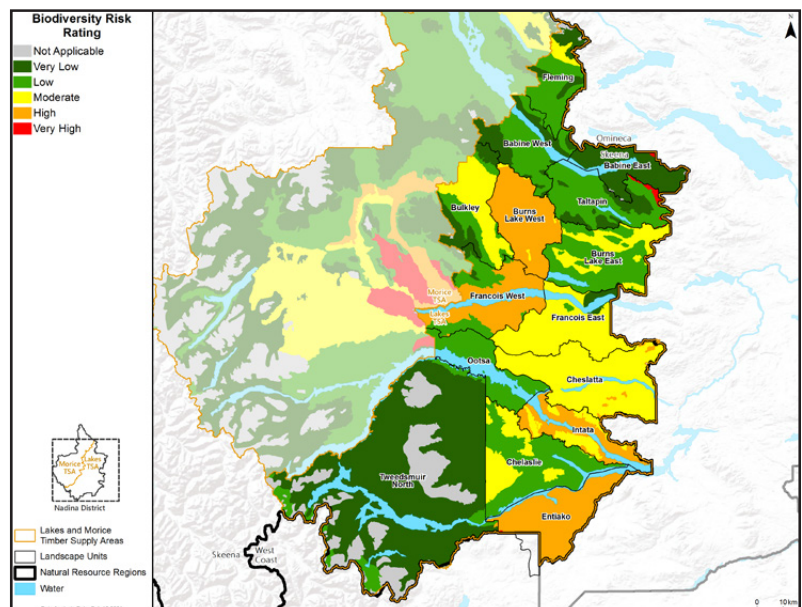 Biodiversity Risk
Rating
Not Applicable
Very Low
Low
Moderate
High
Very High
N
Fleming
Babine West
Omineca
Skeena
Babine East
Taltapin
Bulkley
Burns
Lake West
Burns
Lake East
Morice
TSA
Lakes
TSA
Francois West
Francois East
Ootsa
Cheslatta
Intata
Chelaslie
Tweedsmuir
North
Entiako
Morice
TSA
Lakes
TSA
Nadina District
Lakes and Morice
Timber Supply Areas
Landscape Units
Natural Resource Regions
Water
Skeena
West
Coast
0 10km